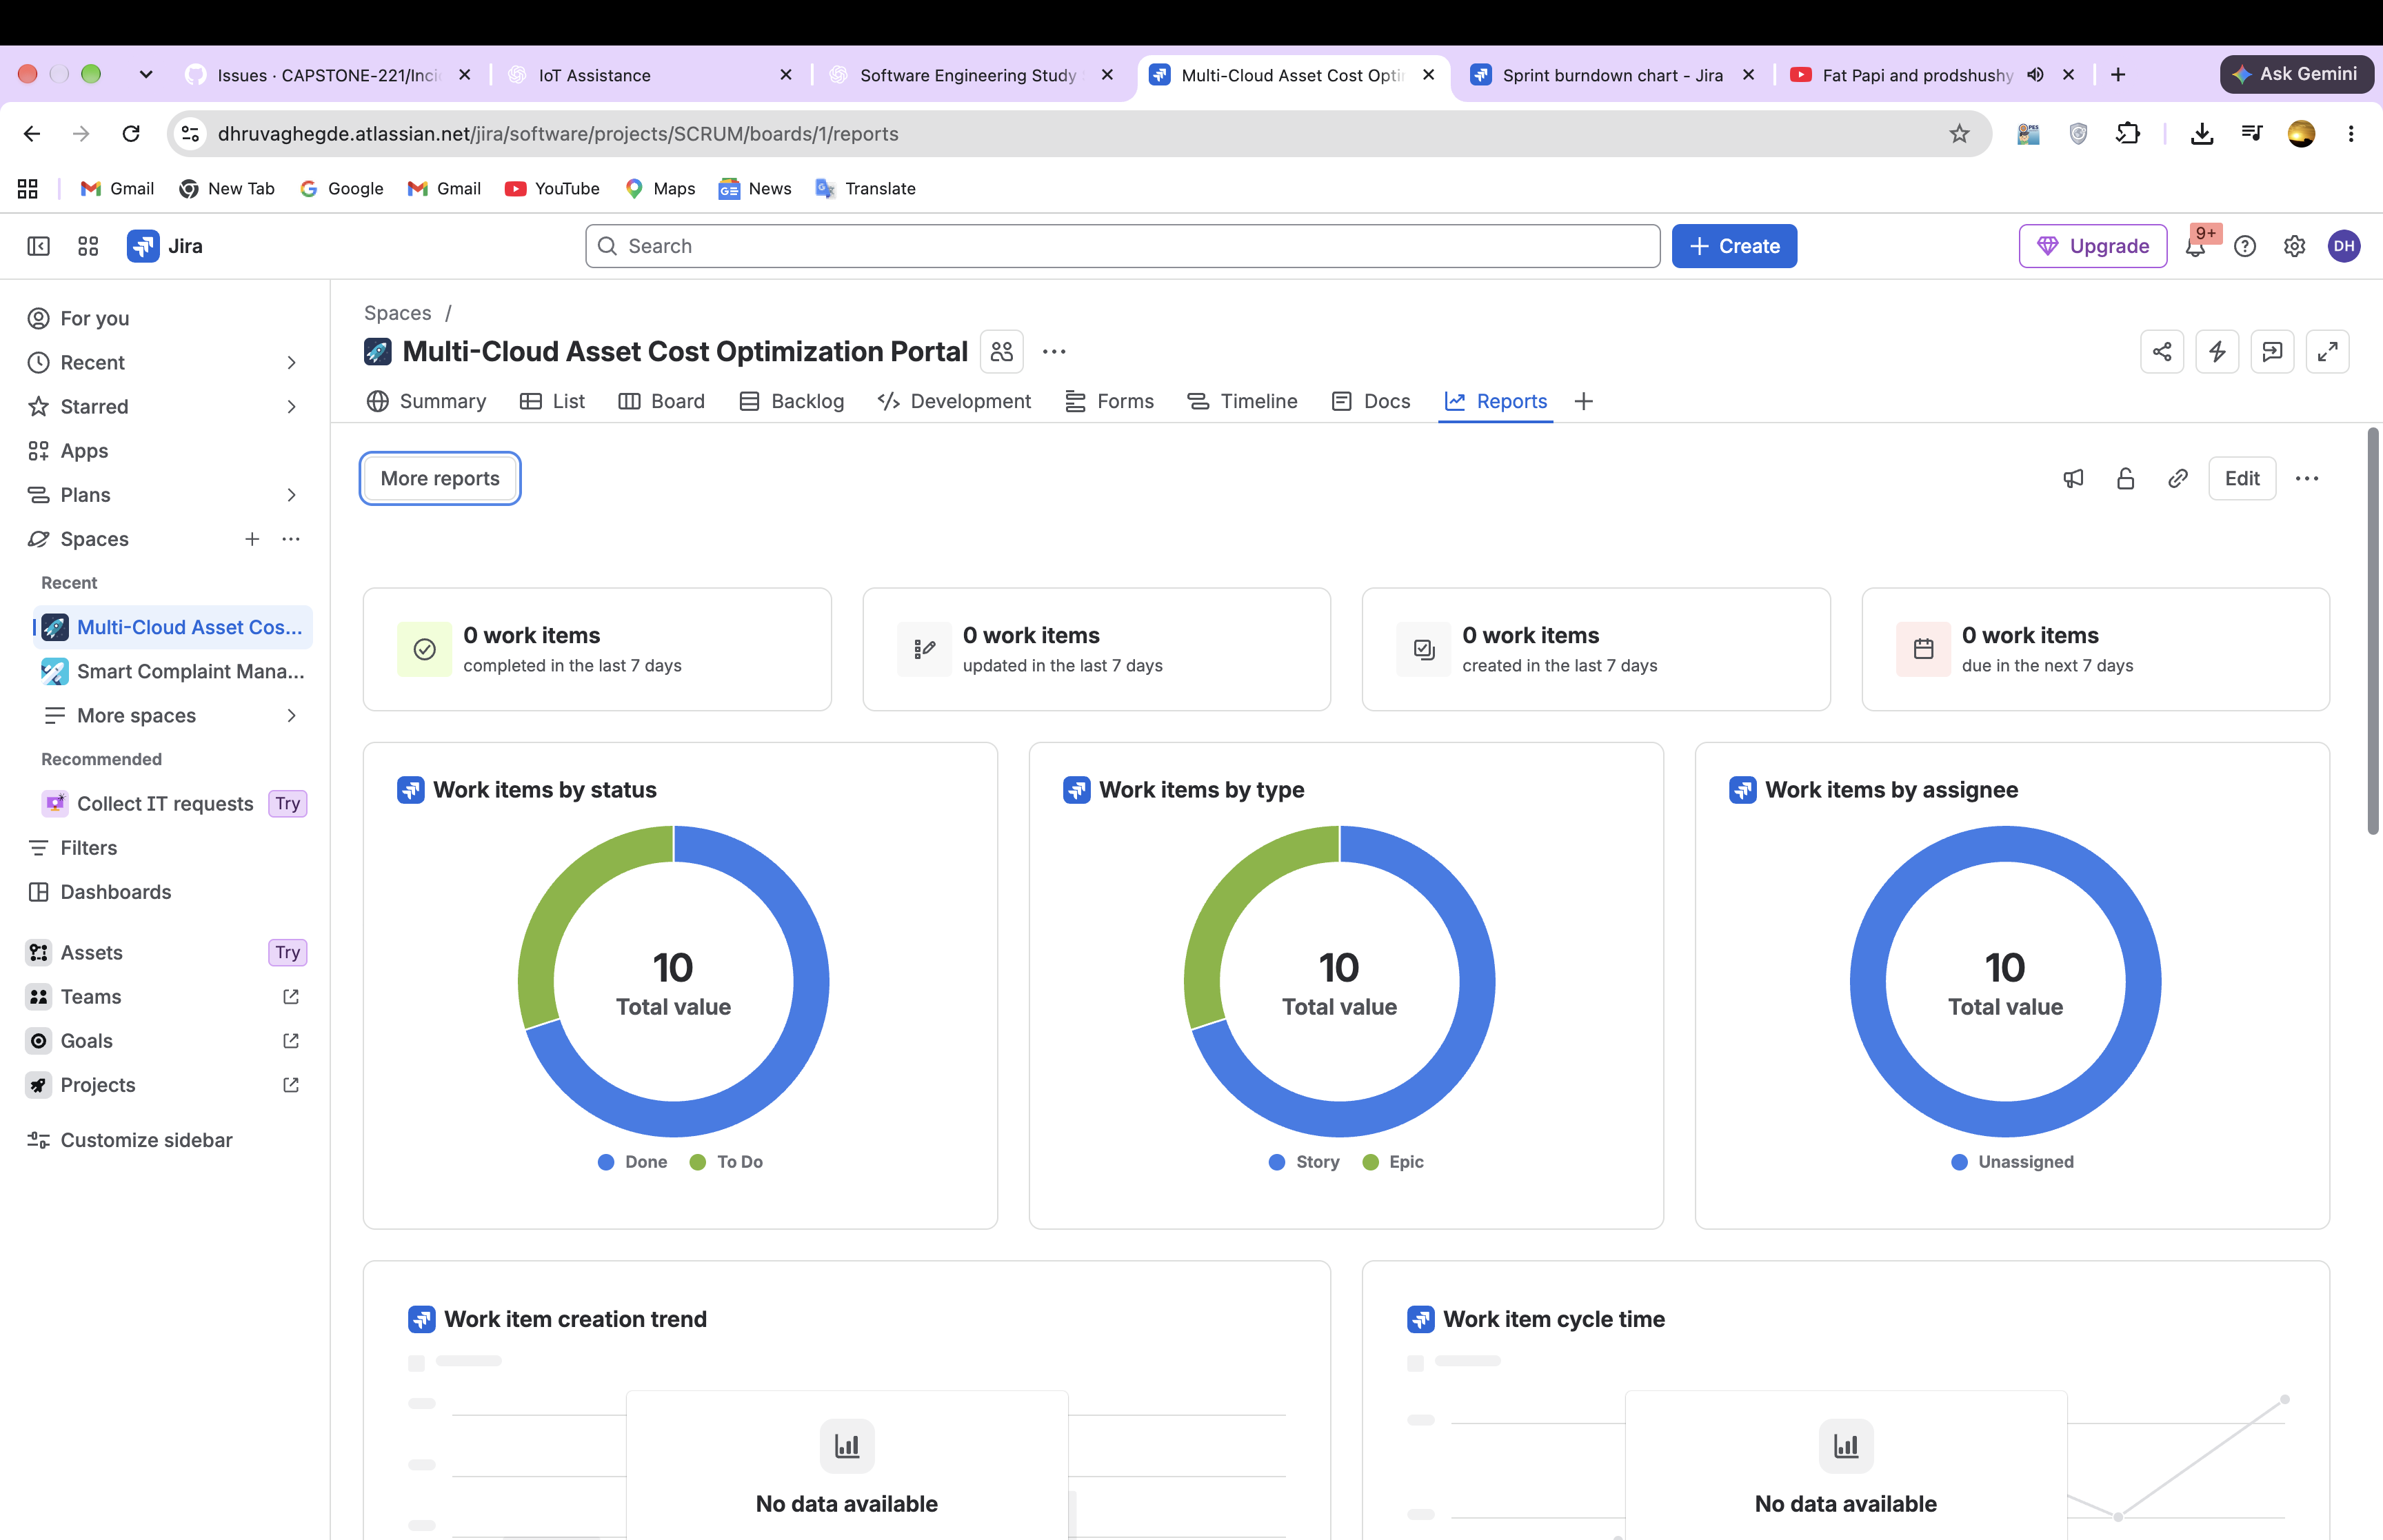 Issues · CAPSTONE-221/Inci
IoT Assistance
Software Engineering Study
Multi-Cloud Asset Cost Opti
Sprint burndown chart - Jira
Fat Papi and prodshushy
Ask Gemini
dhruvaghegde.atlassian.net/jira/software/projects/SCRUM/boards/1/reports
Gmail
New Tab
Google
Gmail
YouTube
Maps
News
Translate
Jira
Search
Create
Upgrade
9+
DH
For you
Recent
Starred
Apps
Plans
Spaces
Recent
Multi-Cloud Asset Cos...
Smart Complaint Mana...
More spaces
Recommended
Collect IT requests Try
Filters
Dashboards
Assets Try
Teams
Goals
Projects
Customize sidebar
Spaces /
Multi-Cloud Asset Cost Optimization Portal
Summary
List
Board
Backlog
Development
Forms
Timeline
Docs
Reports
More reports
Edit
0 work items
completed in the last 7 days
0 work items
updated in the last 7 days
0 work items
created in the last 7 days
0 work items
due in the next 7 days
Work items by status
10
Total value
Done To Do
Work items by type
10
Total value
Story Epic
Work items by assignee
10
Total value
Unassigned
Work item creation trend
No data available
Work item cycle time
No data available